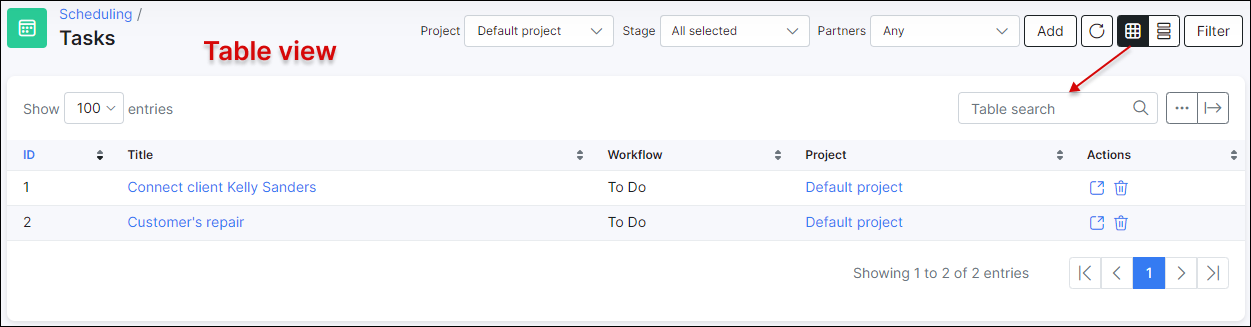 Scheduling /
Tasks
Table view
Project Default project Stage All selected Partners Any Add Filter
Show 100 entries Table search
ID Title Workflow Project Actions
1 Connect client Kelly Sanders To Do Default project
2 Customer's repair To Do Default project
Showing 1 to 2 of 2 entries 1